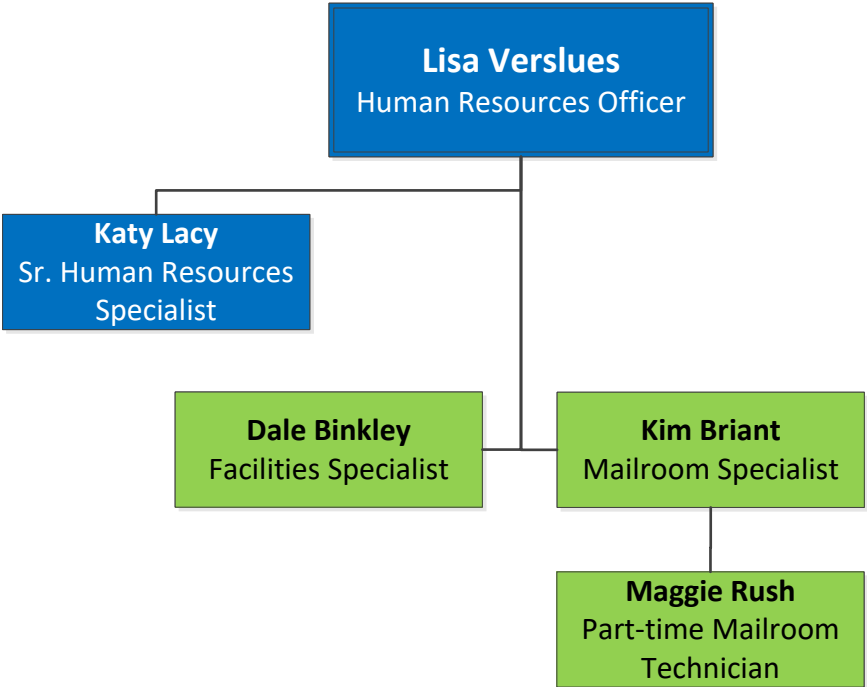 Lisa Verslues
Human Resources Officer
Katy Lacy
Sr. Human Resources
Specialist
Dale Binkley
Facilities Specialist
Kim Briant
Mailroom Specialist
Maggie Rush
Part-time Mailroom
Technician